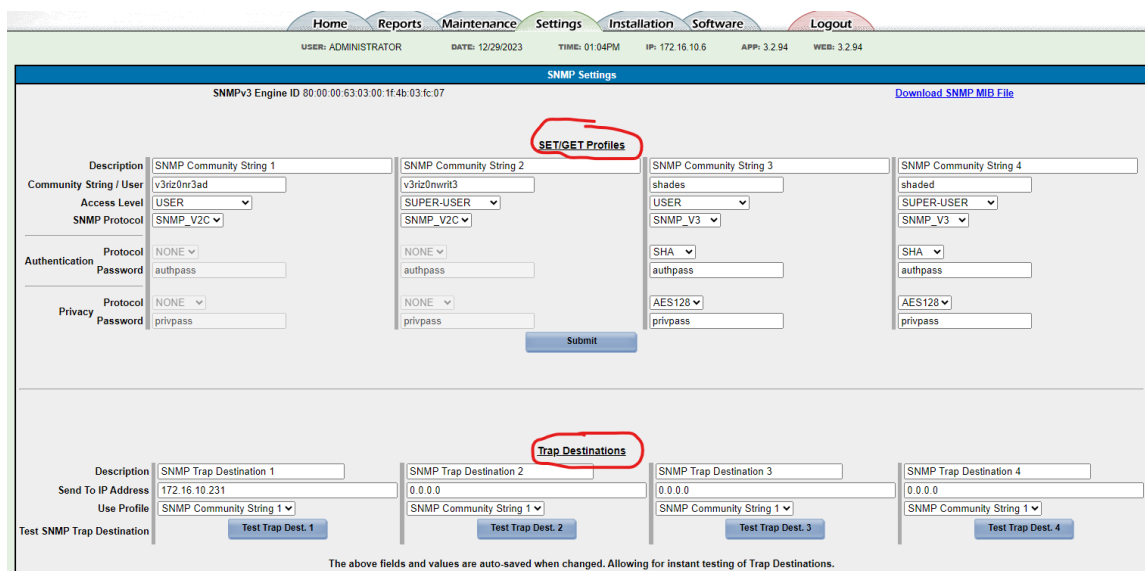 Home Reports Maintenance Settings Installation Software Logout
USER: ADMINISTRATOR DATE: 12/29/2023 TIME: 01:04PM IP: 172.16.10.6 APP: 3.2.94 WEB: 3.2.94
SNMP Settings
SNMPv3 Engine ID 80:00:00:63:03:00:1f:4b:03:fc:07 Download SNMP MIB File
SET/GET Profiles
Description SNMP Community String 1 SNMP Community String 2 SNMP Community String 3 SNMP Community String 4
Community String / User v3riz0nr3ad v3riz0nwrit3 shades shaded
Access Level USER SUPER-USER USER SUPER-USER
SNMP Protocol SNMP_V2C SNMP_V2C SNMP_V3 SNMP_V3
Authentication
Protocol NONE NONE SHA SHA
Password authpass authpass authpass authpass
Privacy
Protocol NONE NONE AES128 AES128
Password privpass privpass privpass privpass
Submit
Trap Destinations
Description SNMP Trap Destination 1 SNMP Trap Destination 2 SNMP Trap Destination 3 SNMP Trap Destination 4
Send To IP Address 172.16.10.231 0.0.0.0 0.0.0.0 0.0.0.0
Use Profile SNMP Community String 1 SNMP Community String 1 SNMP Community String 1 SNMP Community String 1
Test SNMP Trap Destination Test Trap Dest. 1 Test Trap Dest. 2 Test Trap Dest. 3 Test Trap Dest. 4
The above fields and values are auto-saved when changed. Allowing for instant testing of Trap Destinations.